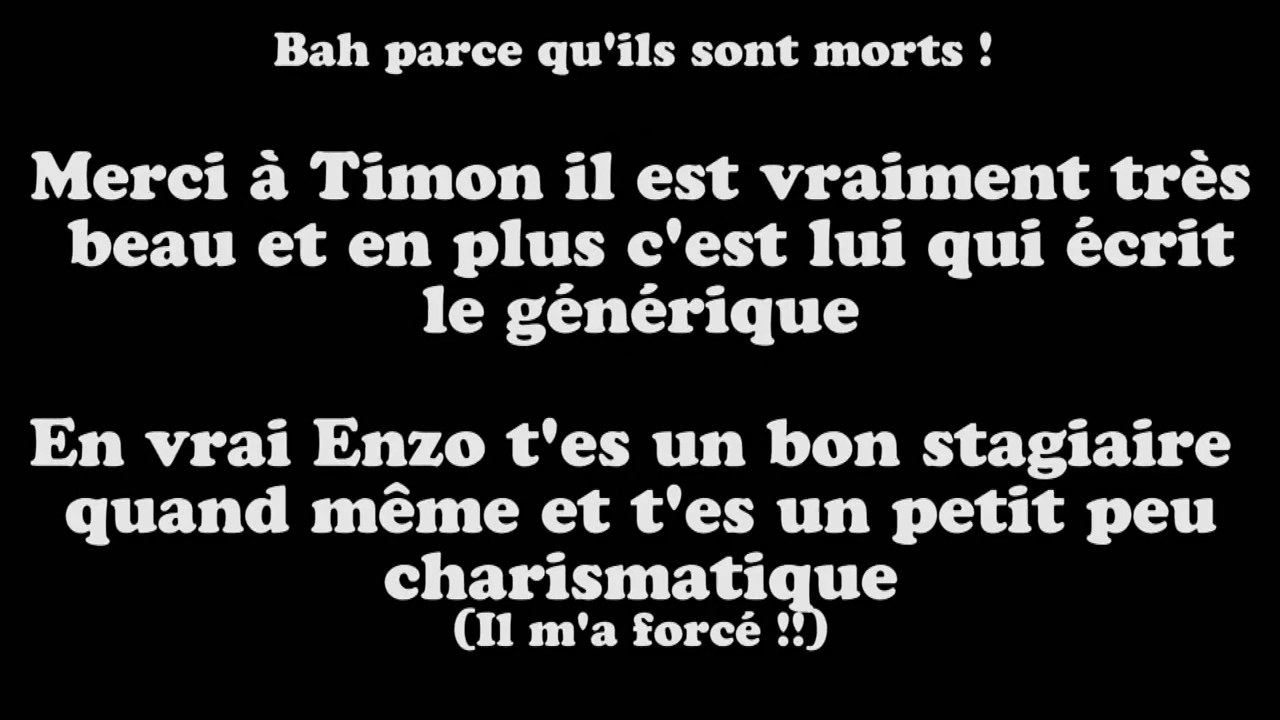 Bah parce qu'ils sont morts !
Merci à Timon il est vraiment très
beau et en plus c'est lui qui écrit
le générique
En vrai Enzo t'es un bon stagiaire
quand même et t'es un petit peu
charismatique
(Il m'a forcé !!)